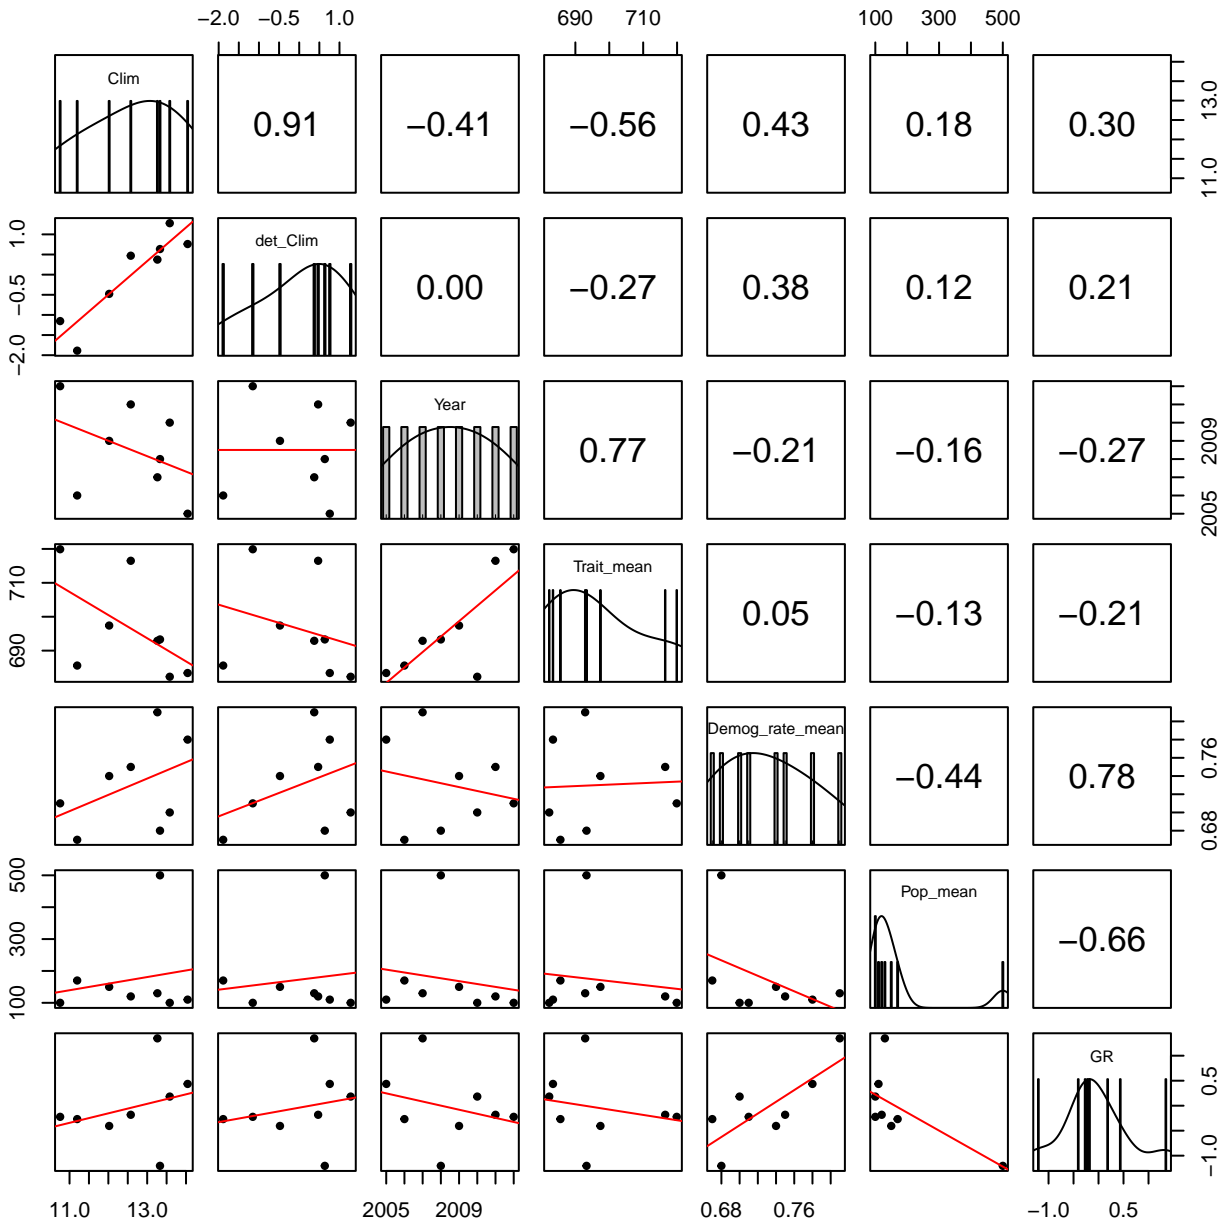 −2.0 −0.5 1.0 690 710 100 300 500
Clim 0.91 −0.41 −0.56 0.43 0.18 0.30 11.0 13.0
−2.0 −0.5 1.0 det_Clim 0.00 −0.27 0.38 0.12 0.21
Year 0.77 −0.21 −0.16 −0.27 2005 2009
690 710 Trait_mean 0.05 −0.13 −0.21
Demog_rate_mean −0.44 0.78 0.68 0.76
100 300 500 Pop_mean −0.66
GR −1.0 0.5
11.0 13.0 2005 2009 0.68 0.76 −1.0 0.5